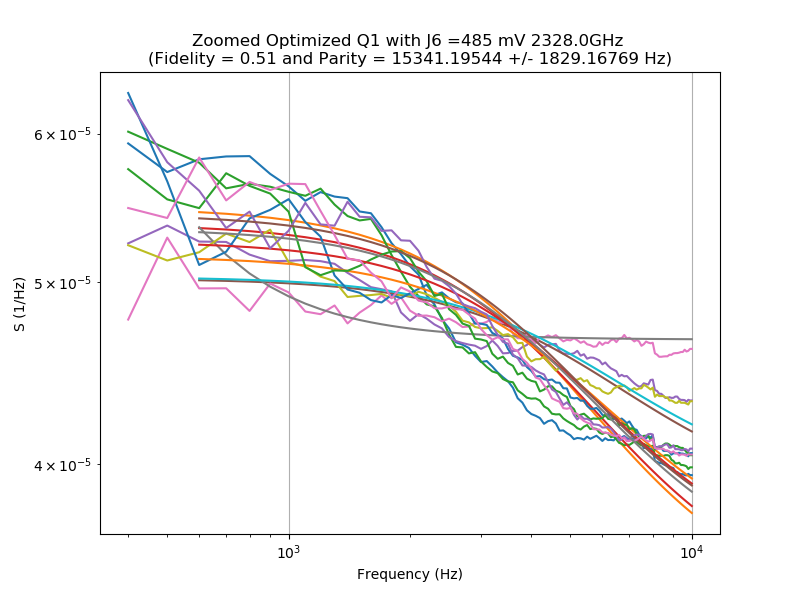 Zoomed Optimized Q1 with J6 =485 mV 2328.0GHz
(Fidelity = 0.51 and Parity = 15341.19544 +/- 1829.16769 Hz)
6 × 10⁻⁵
5 × 10⁻⁵
4 × 10⁻⁵
S (1/Hz)
10³
10⁴
Frequency (Hz)